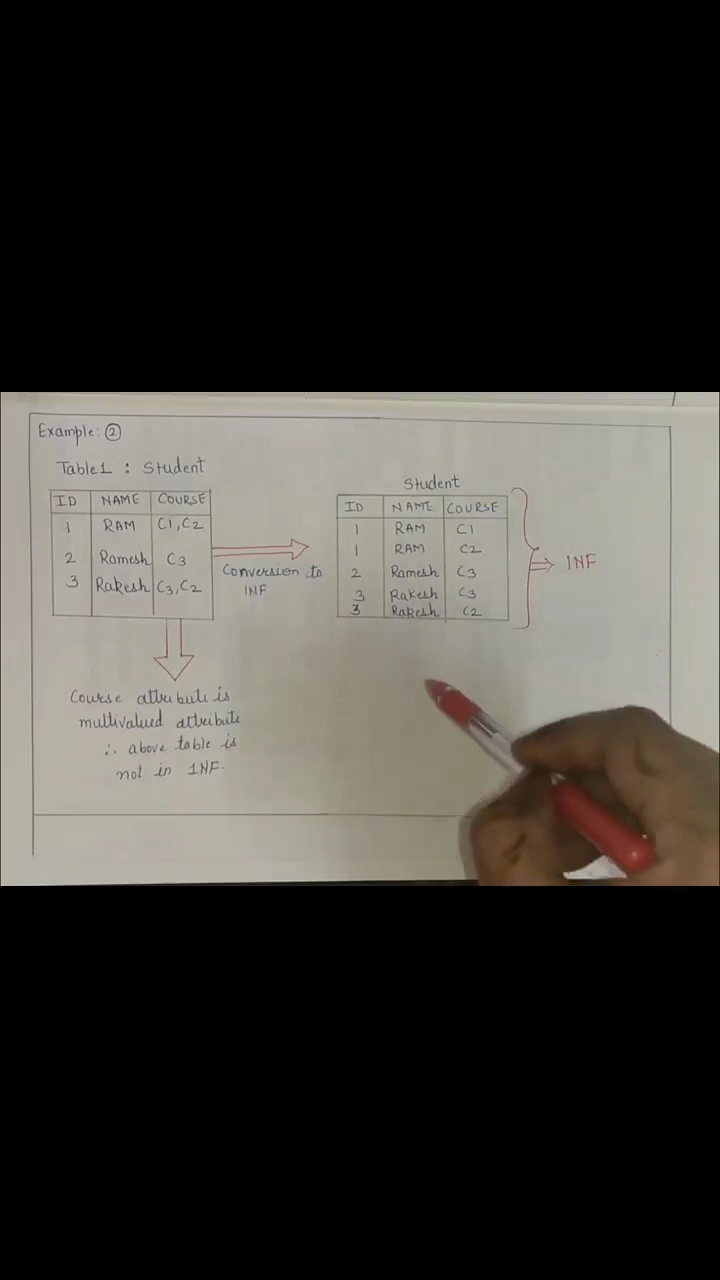 Example: ②
Table1 : Student
ID NAME COURSE
1 RAM C1, C2
2 Ramesh C3
3 Rakesh C3, C2
Conversion to
1NF
Course attribute is
multivalued attribute
∴ above table is
not in 1NF.
Student
ID NAME COURSE
1 RAM C1
1 RAM C2
2 Ramesh C3
3 Rakesh C3
3 Rakesh C2
1NF